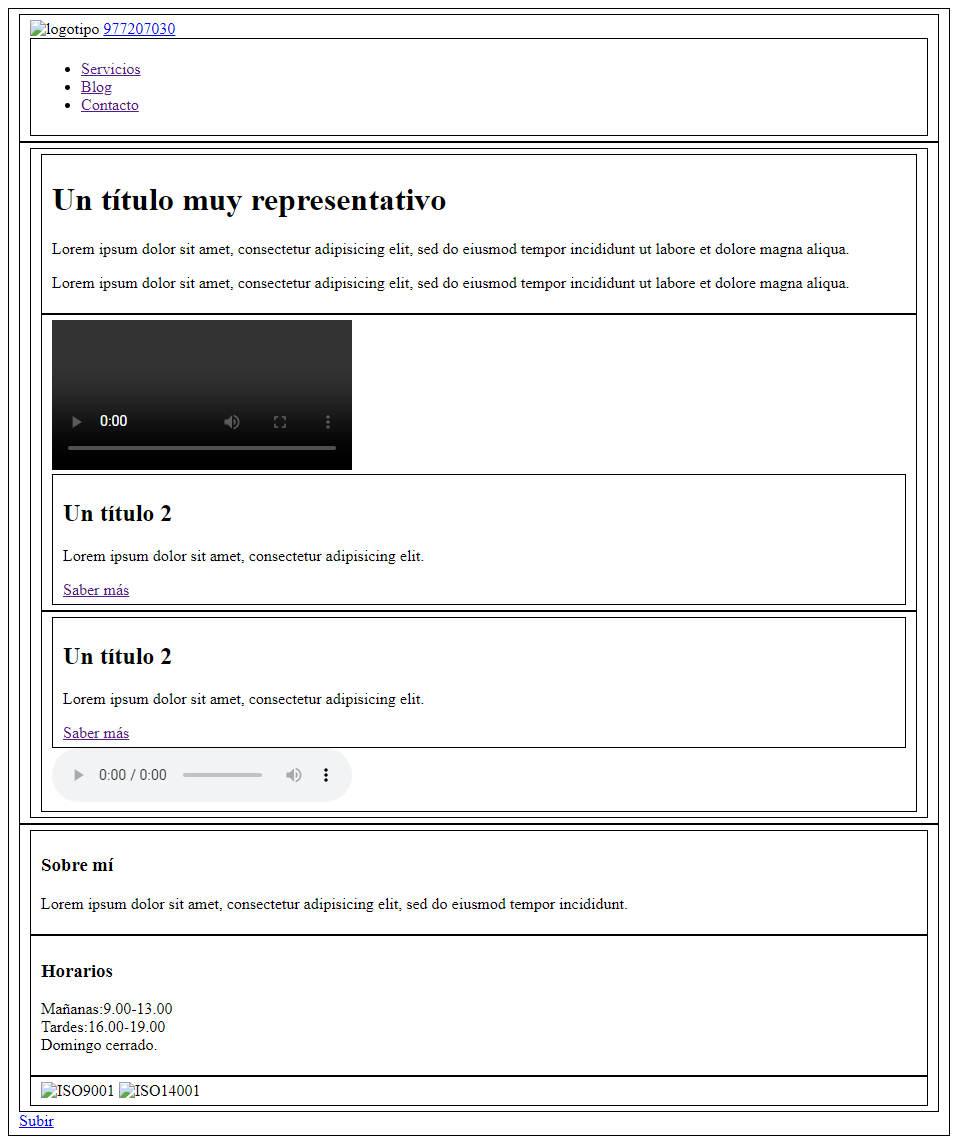 logotipo 977207030
Servicios
Blog
Contacto
Un título muy representativo
Lorem ipsum dolor sit amet, consectetur adipisicing elit, sed do eiusmod tempor incididunt ut labore et dolore magna aliqua.
Lorem ipsum dolor sit amet, consectetur adipisicing elit, sed do eiusmod tempor incididunt ut labore et dolore magna aliqua.
0:00
Un título 2
Lorem ipsum dolor sit amet, consectetur adipisicing elit.
Saber más
Un título 2
Lorem ipsum dolor sit amet, consectetur adipisicing elit.
Saber más
0:00 / 0:00
Sobre mí
Lorem ipsum dolor sit amet, consectetur adipisicing elit, sed do eiusmod tempor incididunt.
Horarios
Mañanas:9.00-13.00
Tardes:16.00-19.00
Domingo cerrado.
ISO9001 ISO14001
Subir